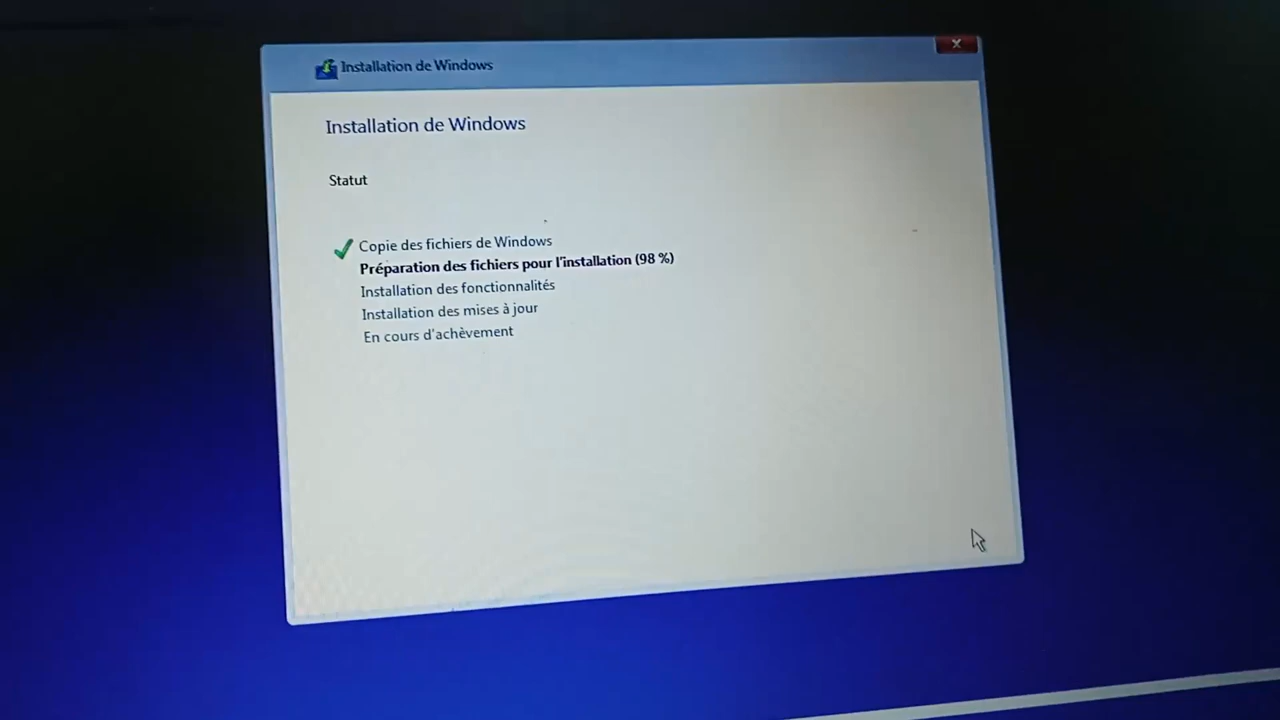 Installation de Windows
Installation de Windows
Statut
Copie des fichiers de Windows
Préparation des fichiers pour l'installation (98 %)
Installation des fonctionnalités
Installation des mises à jour
En cours d'achèvement